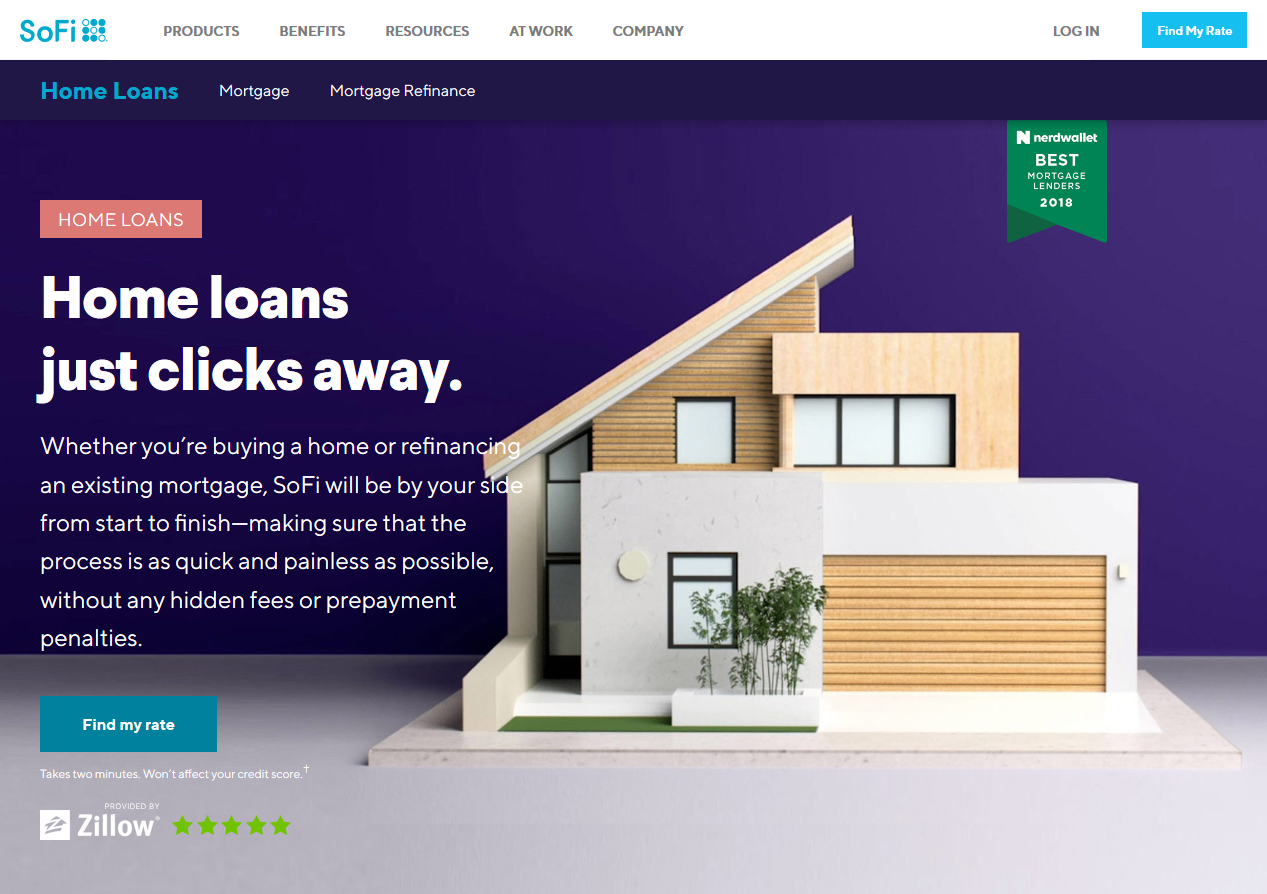 SoFi
PRODUCTS
BENEFITS
RESOURCES
AT WORK
COMPANY
LOG IN
Find My Rate
Home Loans
Mortgage
Mortgage Refinance
nerdwallet
BEST
MORTGAGE
LENDERS
2018
HOME LOANS
Home loans
just clicks away.
Whether you’re buying a home or refinancing
an existing mortgage, SoFi will be by your side
from start to finish—making sure that the
process is as quick and painless as possible,
without any hidden fees or prepayment
penalties.
Find my rate
Takes two minutes. Won’t affect your credit score.†
PROVIDED BY
Zillow®